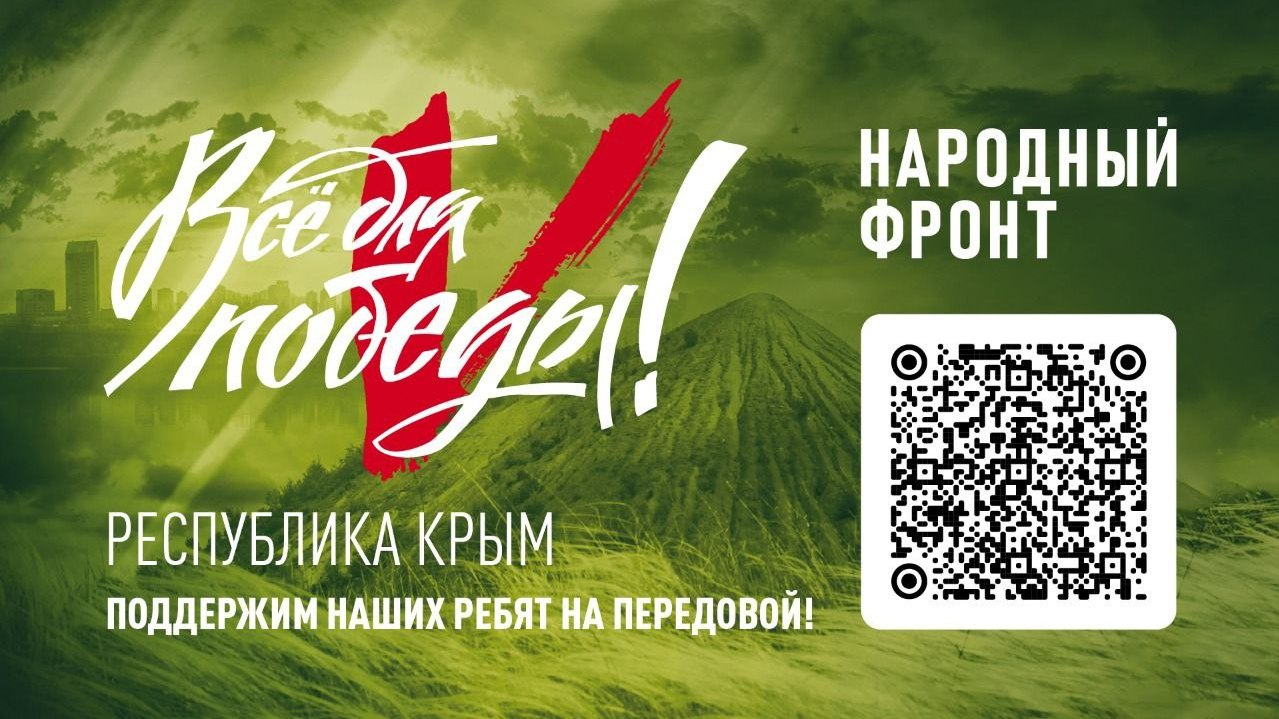 Всё для
победы!
НАРОДНЫЙ
ФРОНТ
РЕСПУБЛИКА КРЫМ
ПОДДЕРЖИМ НАШИХ РЕБЯТ НА ПЕРЕДОВОЙ!